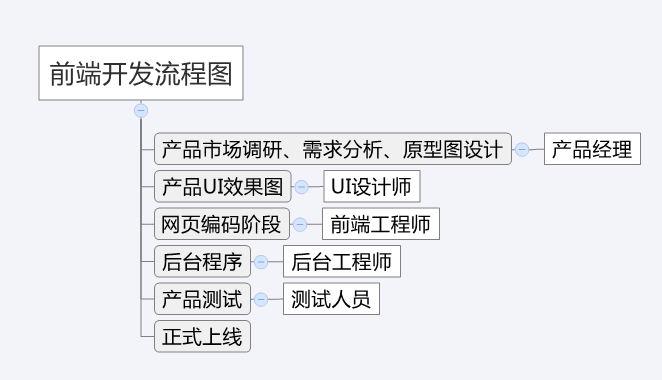 前端开发流程图
产品市场调研、需求分析、原型图设计 产品经理
产品UI效果图 UI设计师
网页编码阶段 前端工程师
后台程序 后台工程师
产品测试 测试人员
正式上线